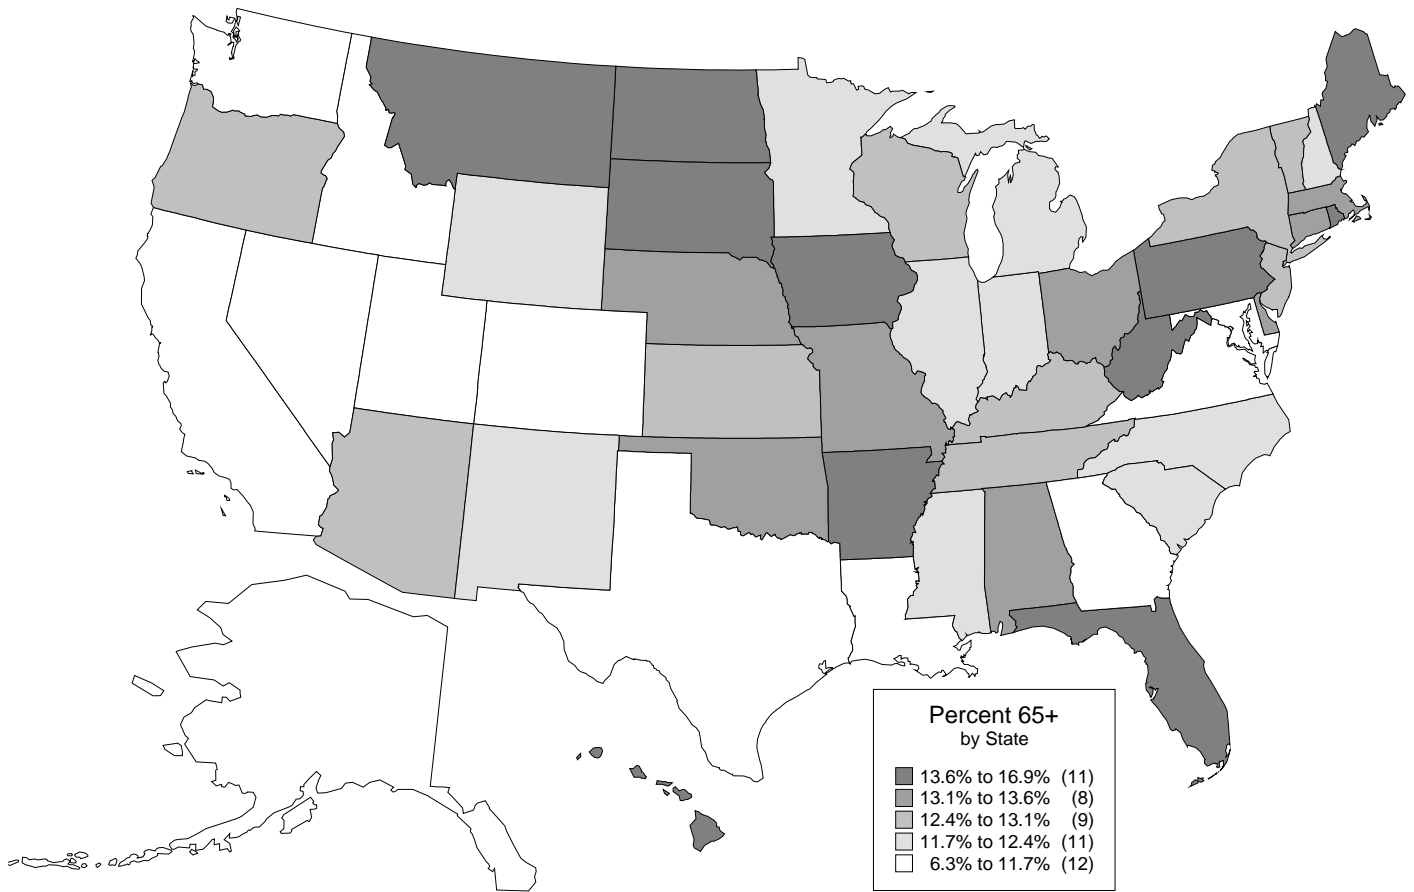 Percent 65+
by State
13.6% to 16.9% (11)
13.1% to 13.6% (8)
12.4% to 13.1% (9)
11.7% to 12.4% (11)
6.3% to 11.7% (12)